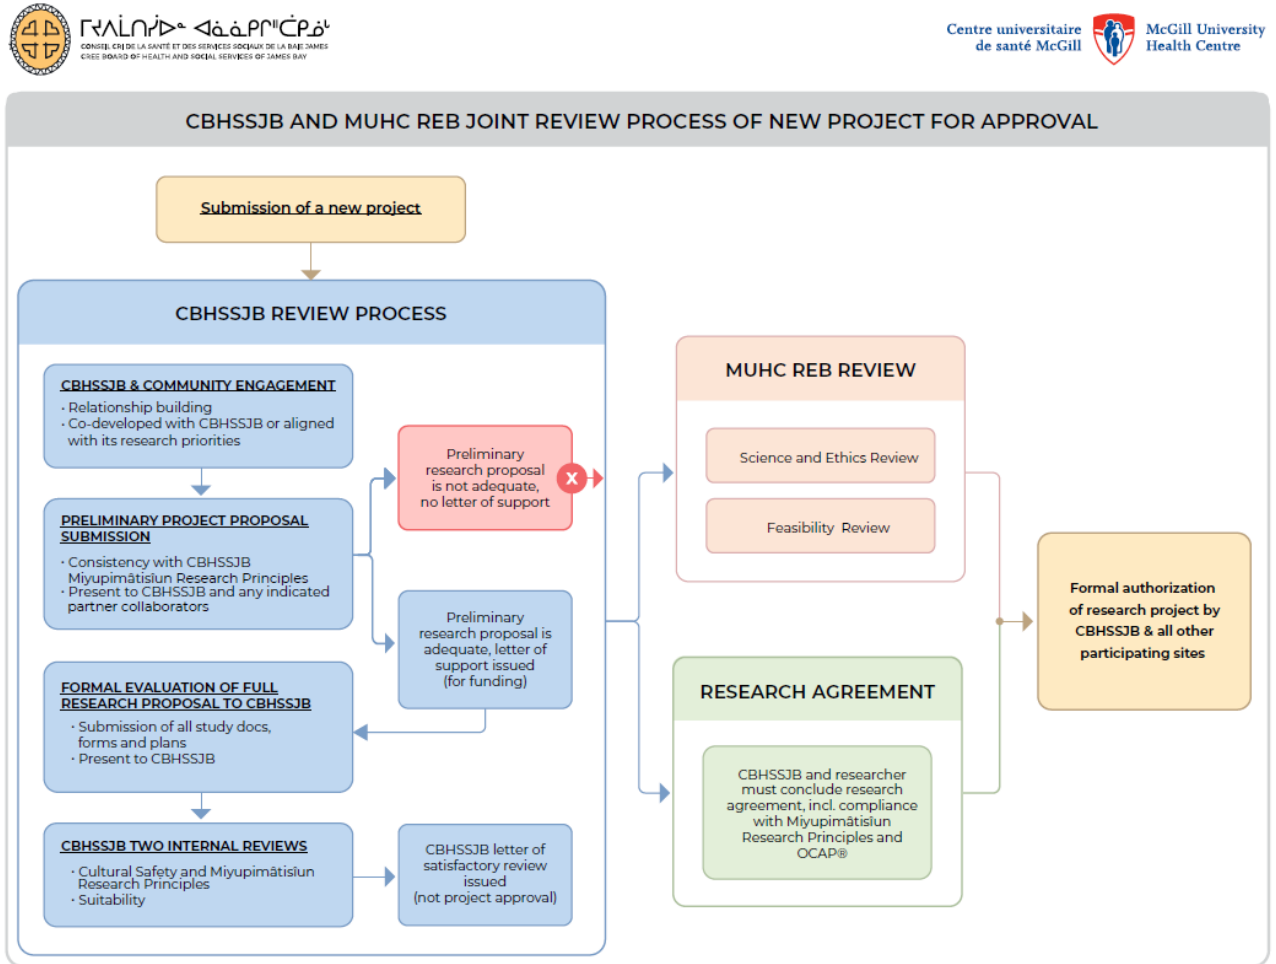 ᒥᔪᐱᒫᑎᓰᐅᓐ ᐊᓈᓈᑭᒋᐦᑖᑭᓅᒡ
CONSEIL CRI DE LA SANTÉ ET DES SERVICES SOCIAUX DE LA BAIE JAMES
CREE BOARD OF HEALTH AND SOCIAL SERVICES OF JAMES BAY
Centre universitaire
de santé McGill
McGill University
Health Centre
CBHSSJB AND MUHC REB JOINT REVIEW PROCESS OF NEW PROJECT FOR APPROVAL
Submission of a new project
CBHSSJB REVIEW PROCESS
CBHSSJB & COMMUNITY ENGAGEMENT
· Relationship building
· Co-developed with CBHSSJB or aligned
with its research priorities
PRELIMINARY PROJECT PROPOSAL
SUBMISSION
· Consistency with CBHSSJB
Miyupimâtisîun Research Principles
· Present to CBHSSJB and any indicated
partner collaborators
Preliminary
research proposal
is not adequate,
no letter of support
X
Preliminary
research proposal is
adequate, letter of
support issued
(for funding)
FORMAL EVALUATION OF FULL
RESEARCH PROPOSAL TO CBHSSJB
· Submission of all study docs,
forms and plans
· Present to CBHSSJB
CBHSSJB TWO INTERNAL REVIEWS
· Cultural Safety and Miyupimâtisîun
Research Principles
· Suitability
CBHSSJB letter of
satisfactory review
issued
(not project approval)
MUHC REB REVIEW
Science and Ethics Review
Feasibility Review
RESEARCH AGREEMENT
CBHSSJB and researcher
must conclude research
agreement, incl. compliance
with Miyupimâtisîun
Research Principles and
OCAP®
Formal authorization
of research project by
CBHSSJB & all other
participating sites